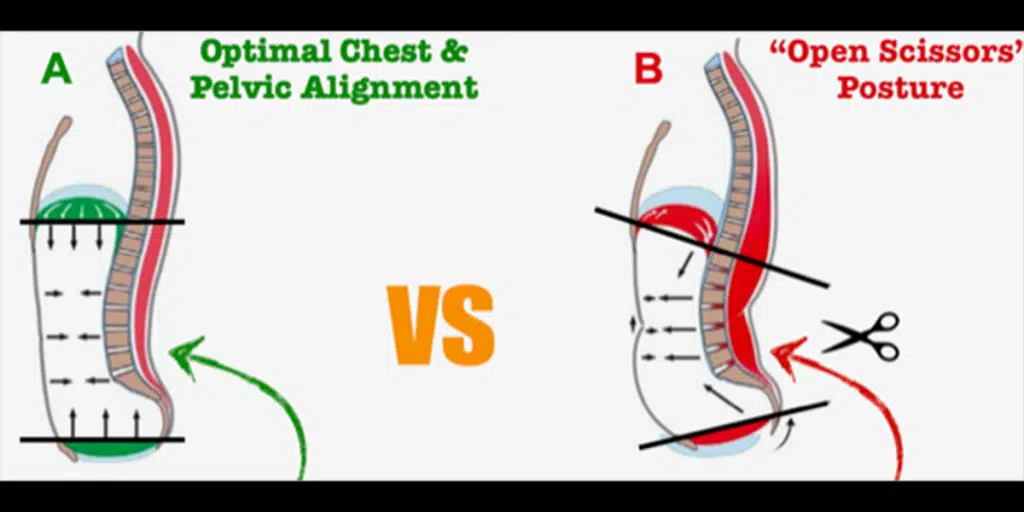 A
Optimal Chest &
Pelvic Alignment
VS
B
“Open Scissors’
Posture